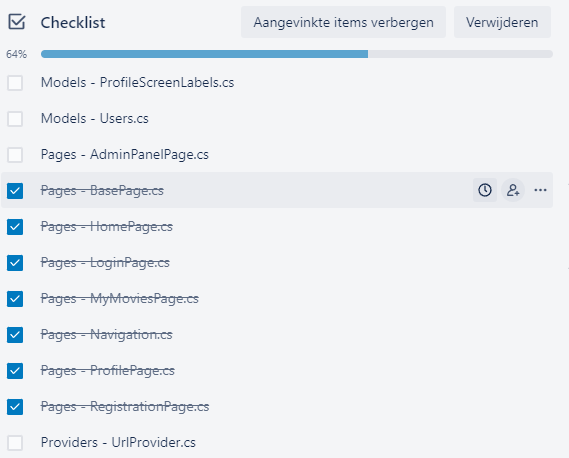 Checklist Aangevinkte items verbergen Verwijderen
64%
Models - ProfileScreenLabels.cs
Models - Users.cs
Pages - AdminPanelPage.cs
Pages - BasePage.cs
Pages - HomePage.cs
Pages - LoginPage.cs
Pages - MyMoviesPage.cs
Pages - Navigation.cs
Pages - ProfilePage.cs
Pages - RegistrationPage.cs
Providers - UrlProvider.cs